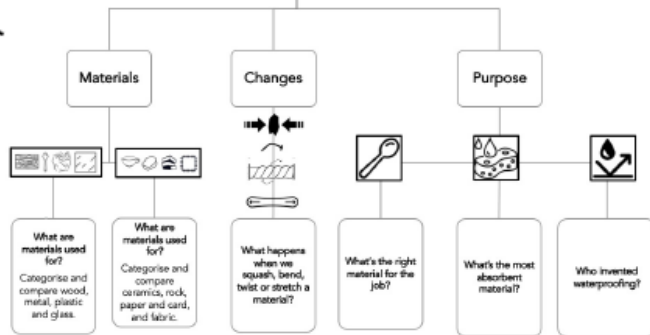 Materials
Changes
Purpose
What are
materials used
for?
Categorise and
compare wood,
metal, plastic
and glass.
What are
materials used
for?
Categorise and
compare
ceramics, rock,
paper and card,
and fabric.
What happens
when we
squash, bend,
twist or stretch a
material?
What's the right
material for the
job?
What's the most
absorbent
material?
Who invented
waterproofing?